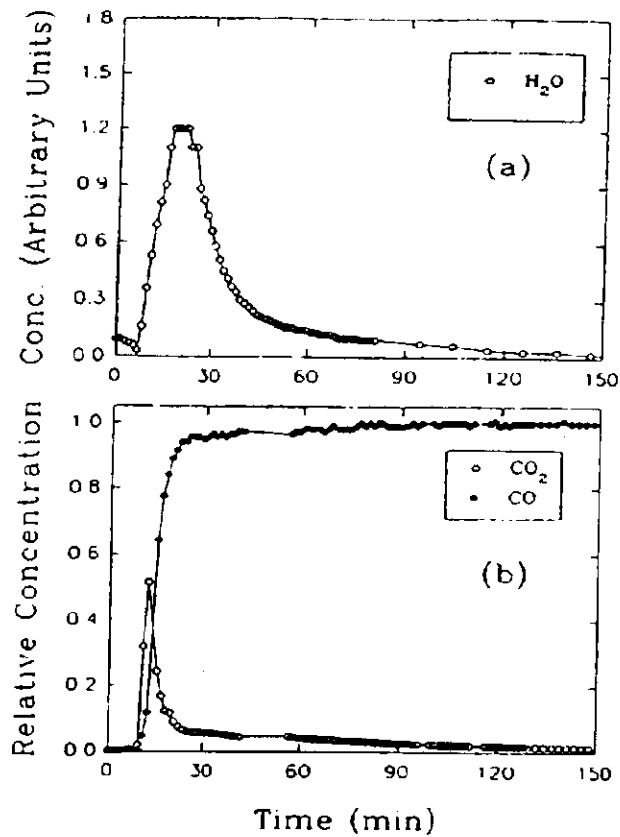 1.8
1.5
1.2
0.9
0.6
0.3
0.0
Conc. (Arbitrary Units)
H₂O
(a)
0 30 60 90 120 150
1.0
0.8
0.6
0.4
0.2
0.0
Relative Concentration
CO₂
CO
(b)
0 30 60 90 120 150
Time (min)